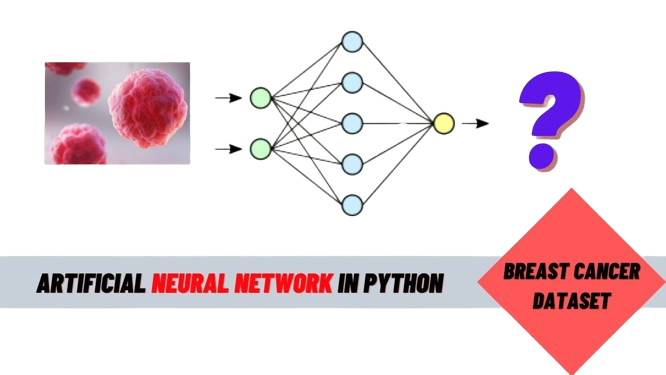 ARTIFICIAL NEURAL NETWORK IN PYTHON
BREAST CANCER
DATASET
?